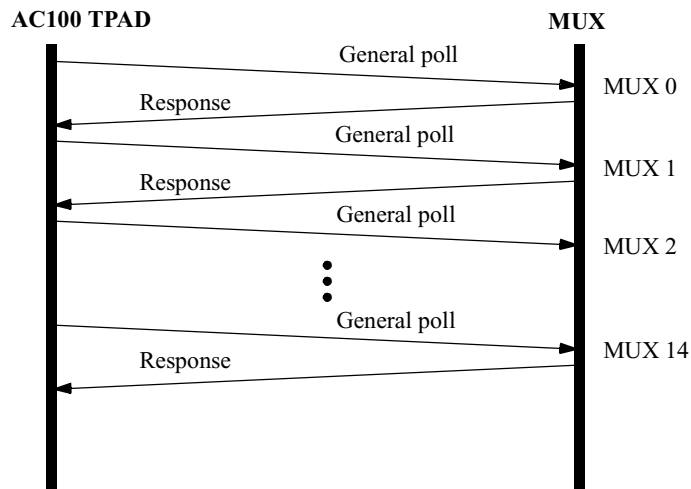 AC100 TPAD
MUX
General poll
MUX 0
Response
General poll
MUX 1
Response
General poll
MUX 2
General poll
MUX 14
Response